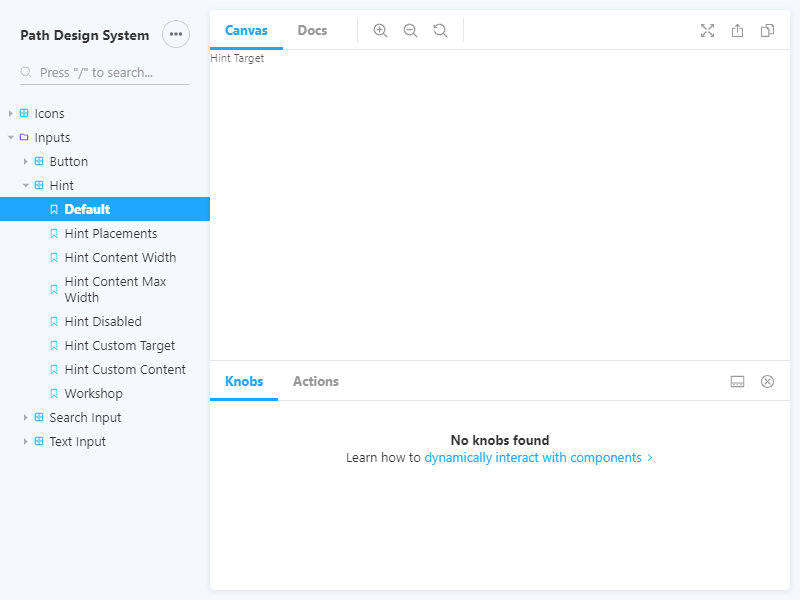 Path Design System
Press "/" to search...
Icons
Inputs
Button
Hint
Default
Hint Placements
Hint Content Width
Hint Content Max
Width
Hint Disabled
Hint Custom Target
Hint Custom Content
Workshop
Search Input
Text Input
Canvas Docs
Hint Target
Knobs Actions
No knobs found
Learn how to dynamically interact with components